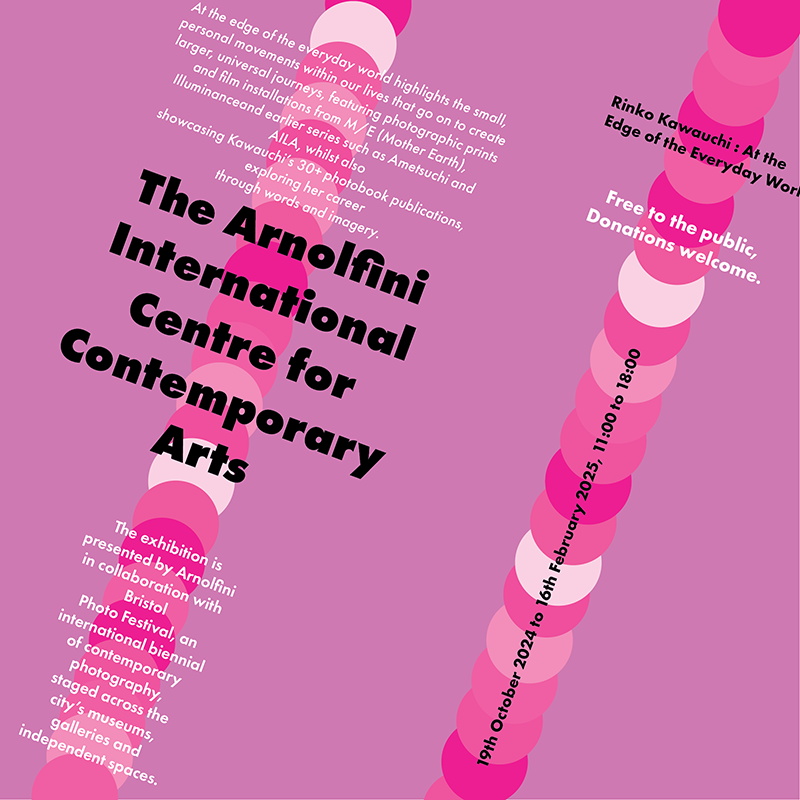 At the edge of the everyday world highlights the small,
personal movements within our lives that go on to create
larger, universal journeys, featuring photographic prints
and film installations from M/E (Mother Earth),
Illuminanceand earlier series such as Ametsuchi and
AILA, whilst also
showcasing Kawauchi's 30+ photobook publications,
exploring her career
through words and imagery.
The Arnolfini
International
Centre for
Contemporary
Arts
The exhibition is
presented by Arnolfini
in collaboration with
Bristol
Photo Festival, an
international biennial
of contemporary
photography,
staged across the
city's museums,
galleries and
independent spaces.
Rinko Kawauchi : At the
Edge of the Everyday Worl
Free to the public,
Donations welcome.
19th October 2024 to 16th February 2025, 11:00 to 18:00